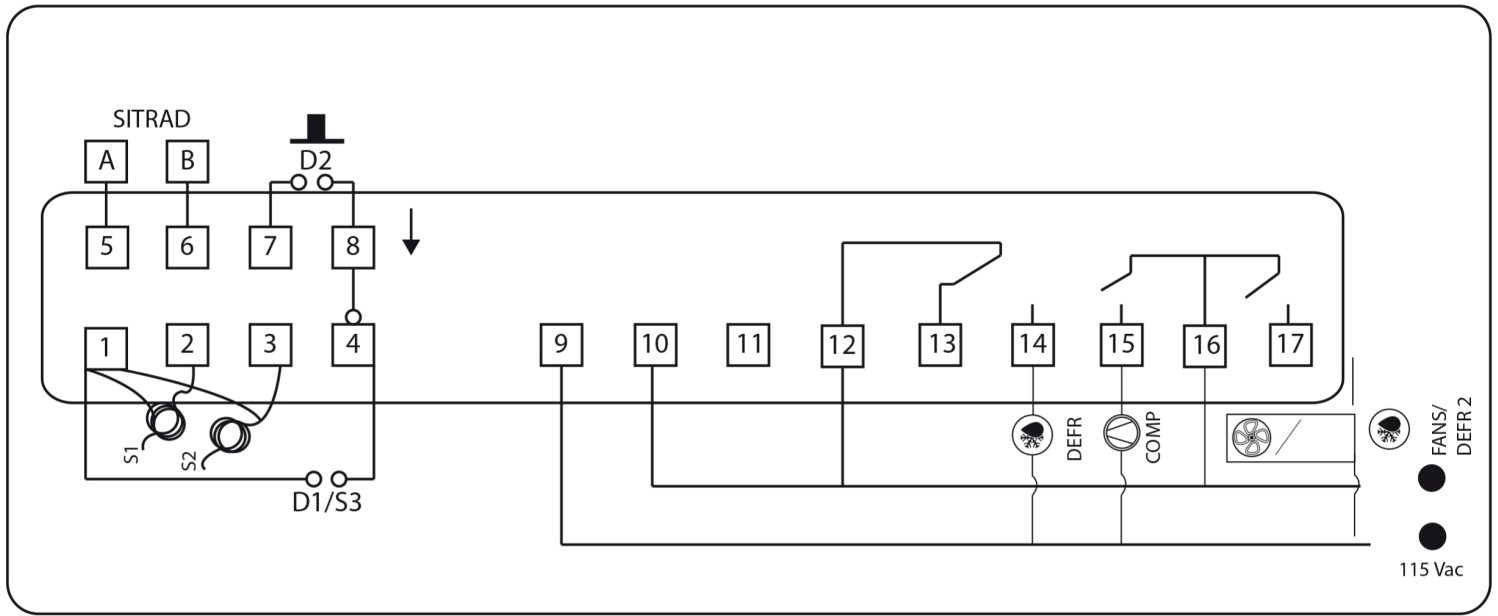 SITRAD
A B
D2
5 6 7 8
1 2 3 4
9 10 11 12 13 14 15 16 17
S1
S2
D1/S3
DEFR
COMP
FANS/
DEFR 2
115 Vac